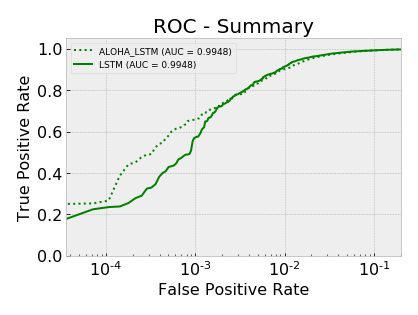 ROC - Summary
1.0
0.8
0.6
0.4
0.2
0.0
True Positive Rate
ALOHA_LSTM (AUC = 0.9948)
LSTM (AUC = 0.9948)
10⁻⁴ 10⁻³ 10⁻² 10⁻¹
False Positive Rate